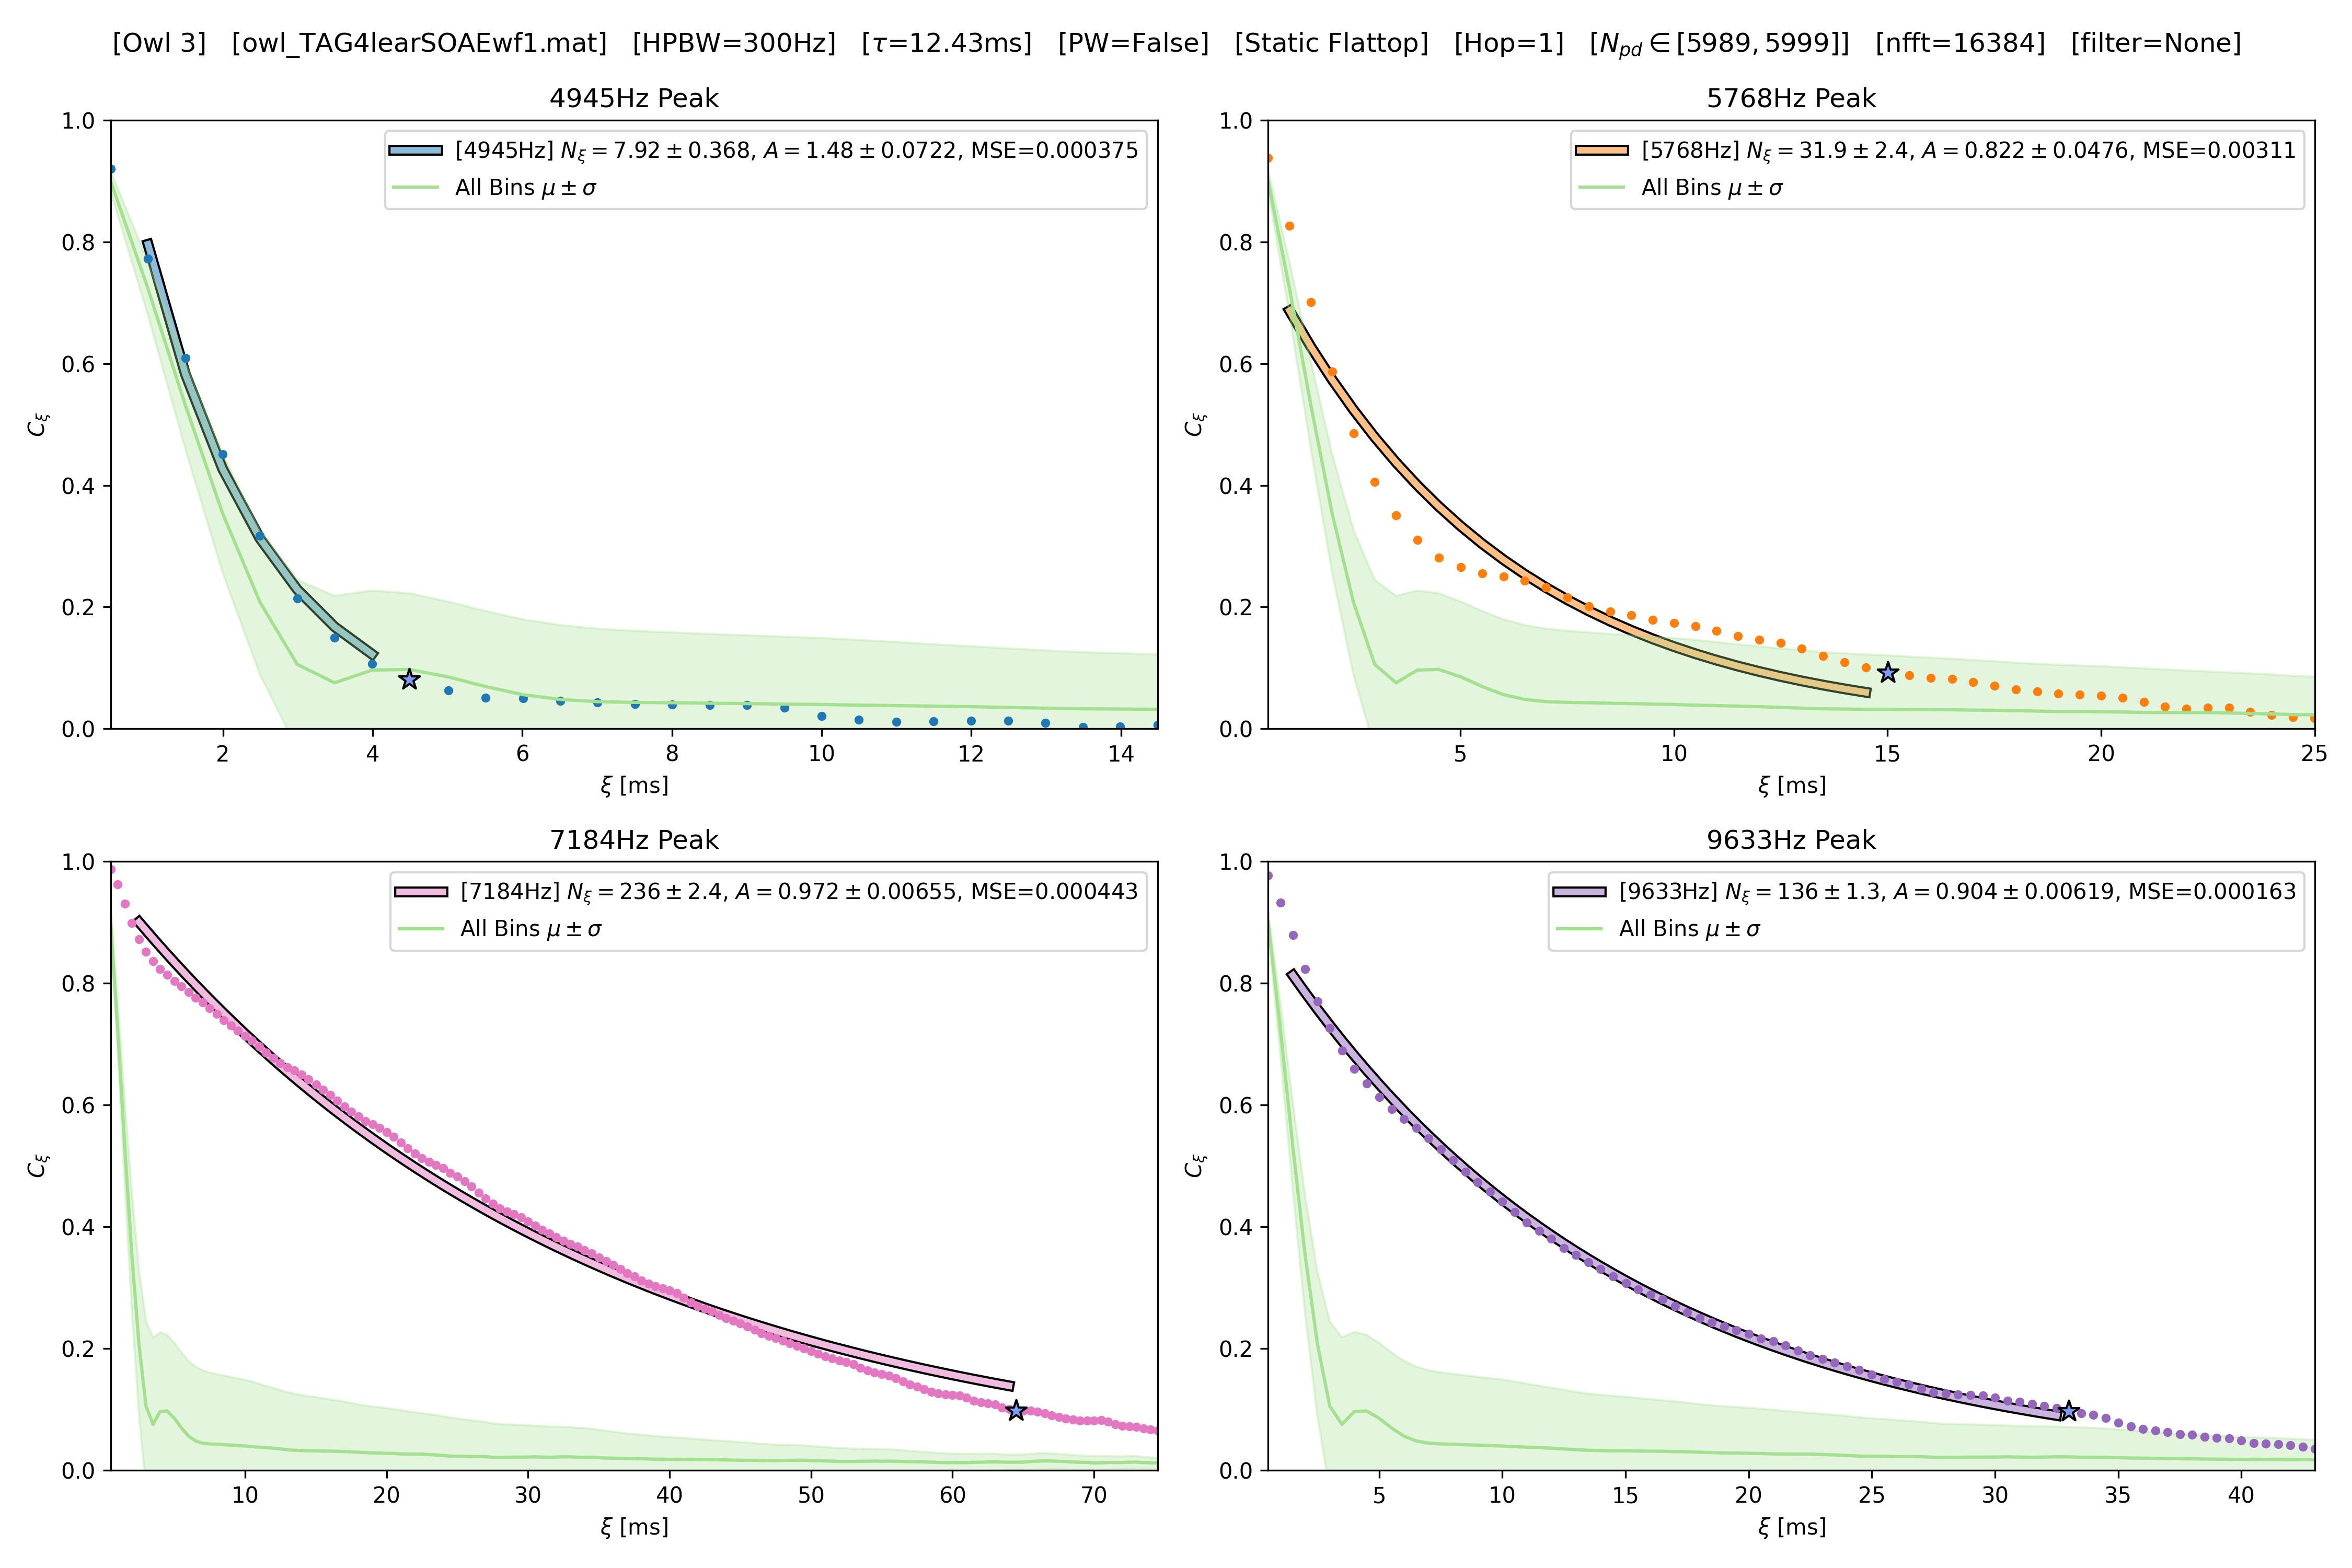 [Owl 3] [owl_TAG4learSOAEwf1.mat] [HPBW=300Hz] [τ=12.43ms] [PW=False] [Static Flattop] [Hop=1] [N_pd ∈ [5989, 5999]] [nfft=16384] [filter=None]
4945Hz Peak
[4945Hz] N_ξ = 7.92 ± 0.368, A = 1.48 ± 0.0722, MSE=0.000375
All Bins μ ± σ
1.0
0.8
0.6
0.4
0.2
0.0
C_ξ
2 4 6 8 10 12 14
ξ [ms]
5768Hz Peak
[5768Hz] N_ξ = 31.9 ± 2.4, A = 0.822 ± 0.0476, MSE=0.00311
All Bins μ ± σ
1.0
0.8
0.6
0.4
0.2
0.0
C_ξ
5 10 15 20 25
ξ [ms]
7184Hz Peak
[7184Hz] N_ξ = 236 ± 2.4, A = 0.972 ± 0.00655, MSE=0.000443
All Bins μ ± σ
1.0
0.8
0.6
0.4
0.2
0.0
C_ξ
10 20 30 40 50 60 70
ξ [ms]
9633Hz Peak
[9633Hz] N_ξ = 136 ± 1.3, A = 0.904 ± 0.00619, MSE=0.000163
All Bins μ ± σ
1.0
0.8
0.6
0.4
0.2
0.0
C_ξ
5 10 15 20 25 30 35 40
ξ [ms]